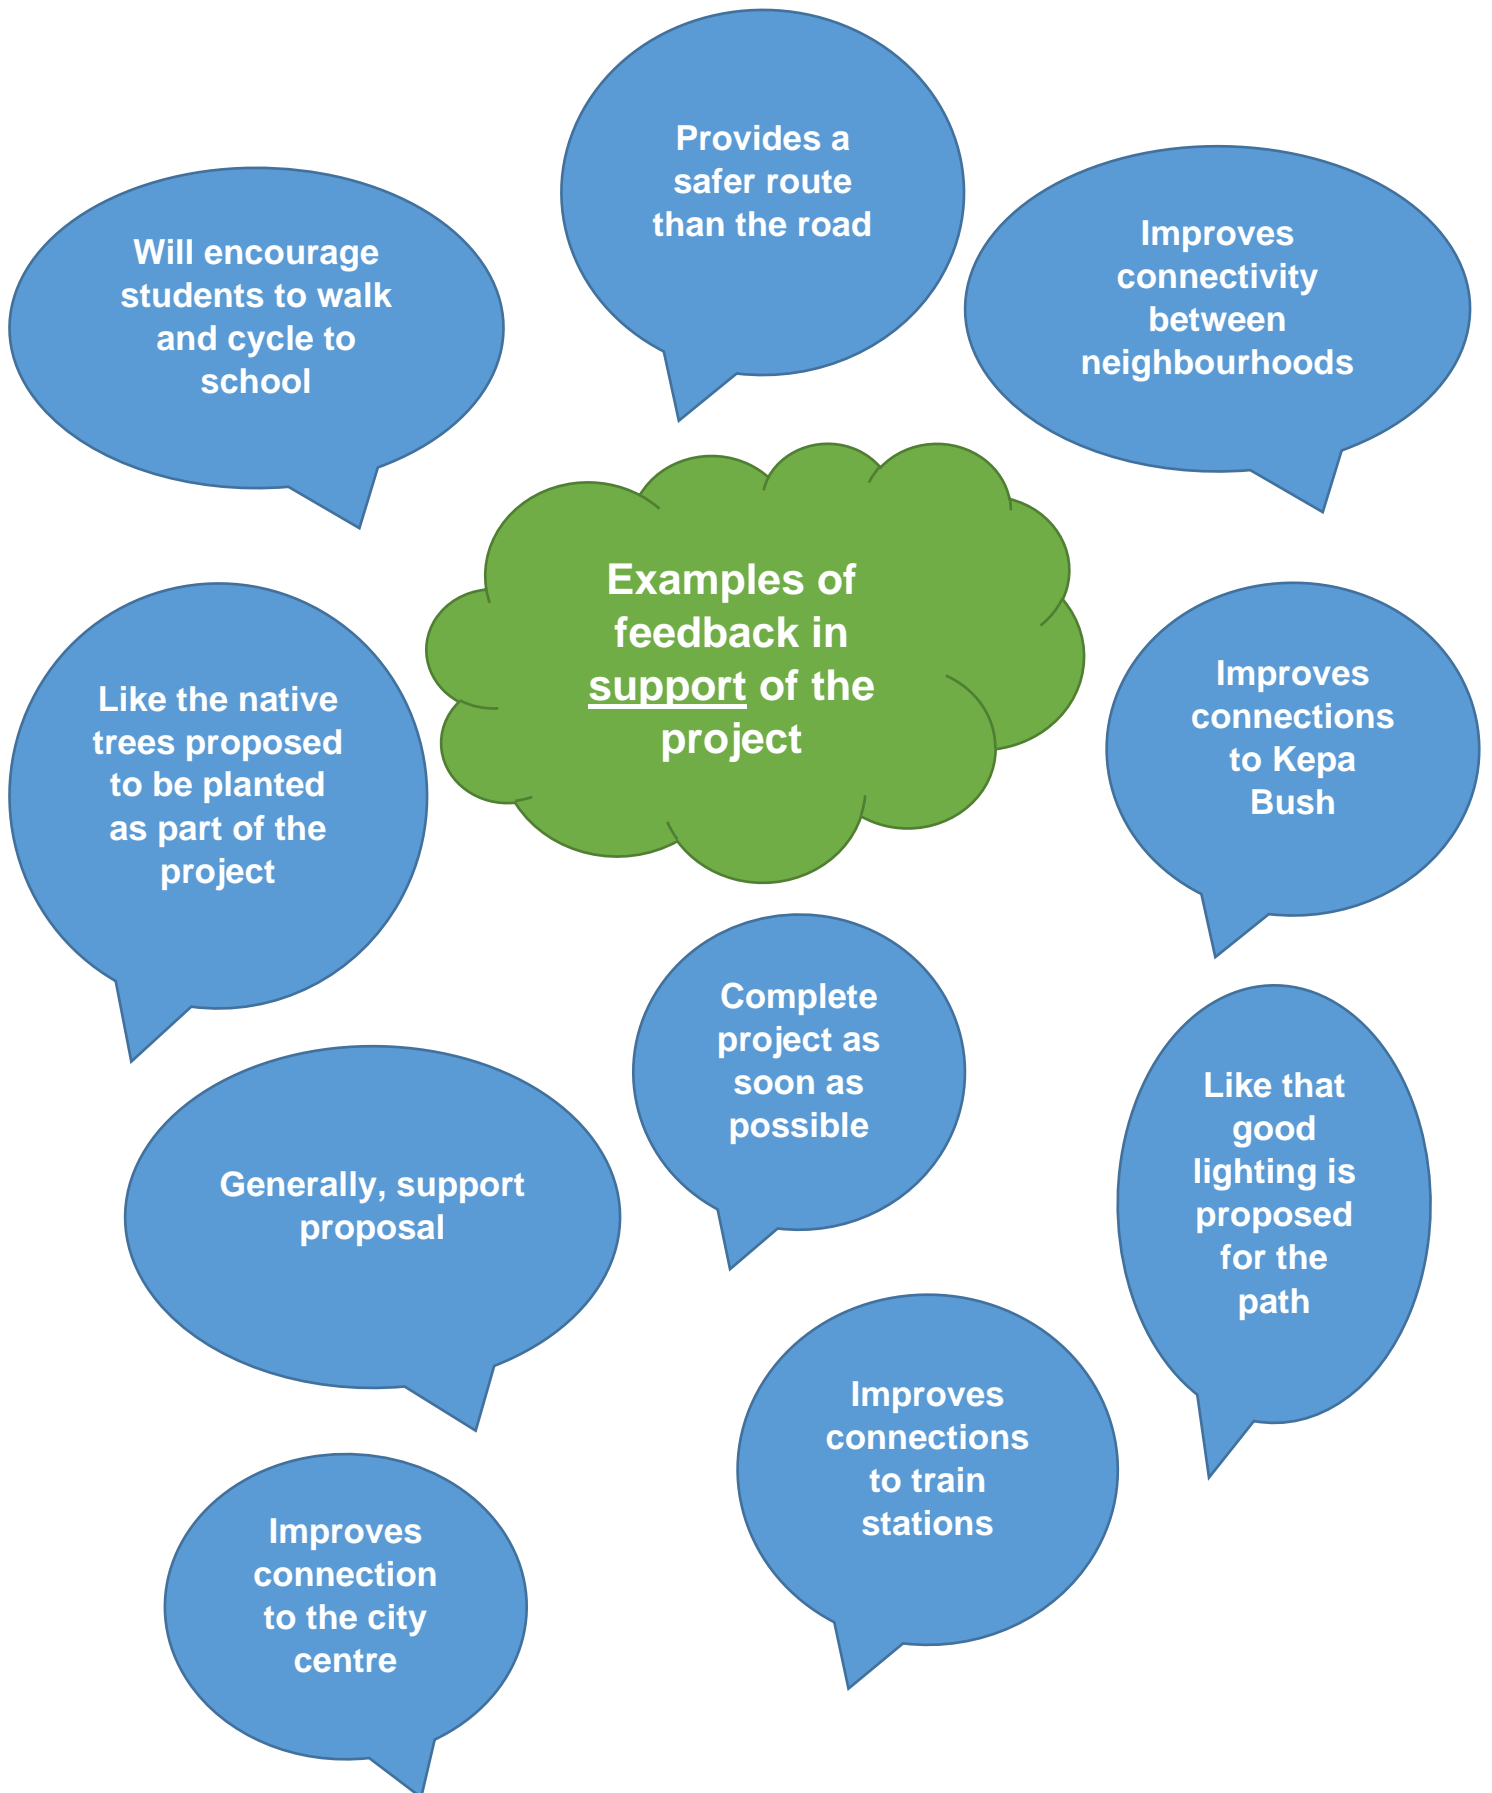 Provides a
safer route
than the road
Will encourage
students to walk
and cycle to
school
Improves
connectivity
between
neighbourhoods
Examples of
feedback in
support of the
project
Like the native
trees proposed
to be planted
as part of the
project
Improves
connections
to Kepa
Bush
Complete
project as
soon as
possible
Like that
good
lighting is
proposed
for the
path
Generally, support
proposal
Improves
connections
to train
stations
Improves
connection
to the city
centre